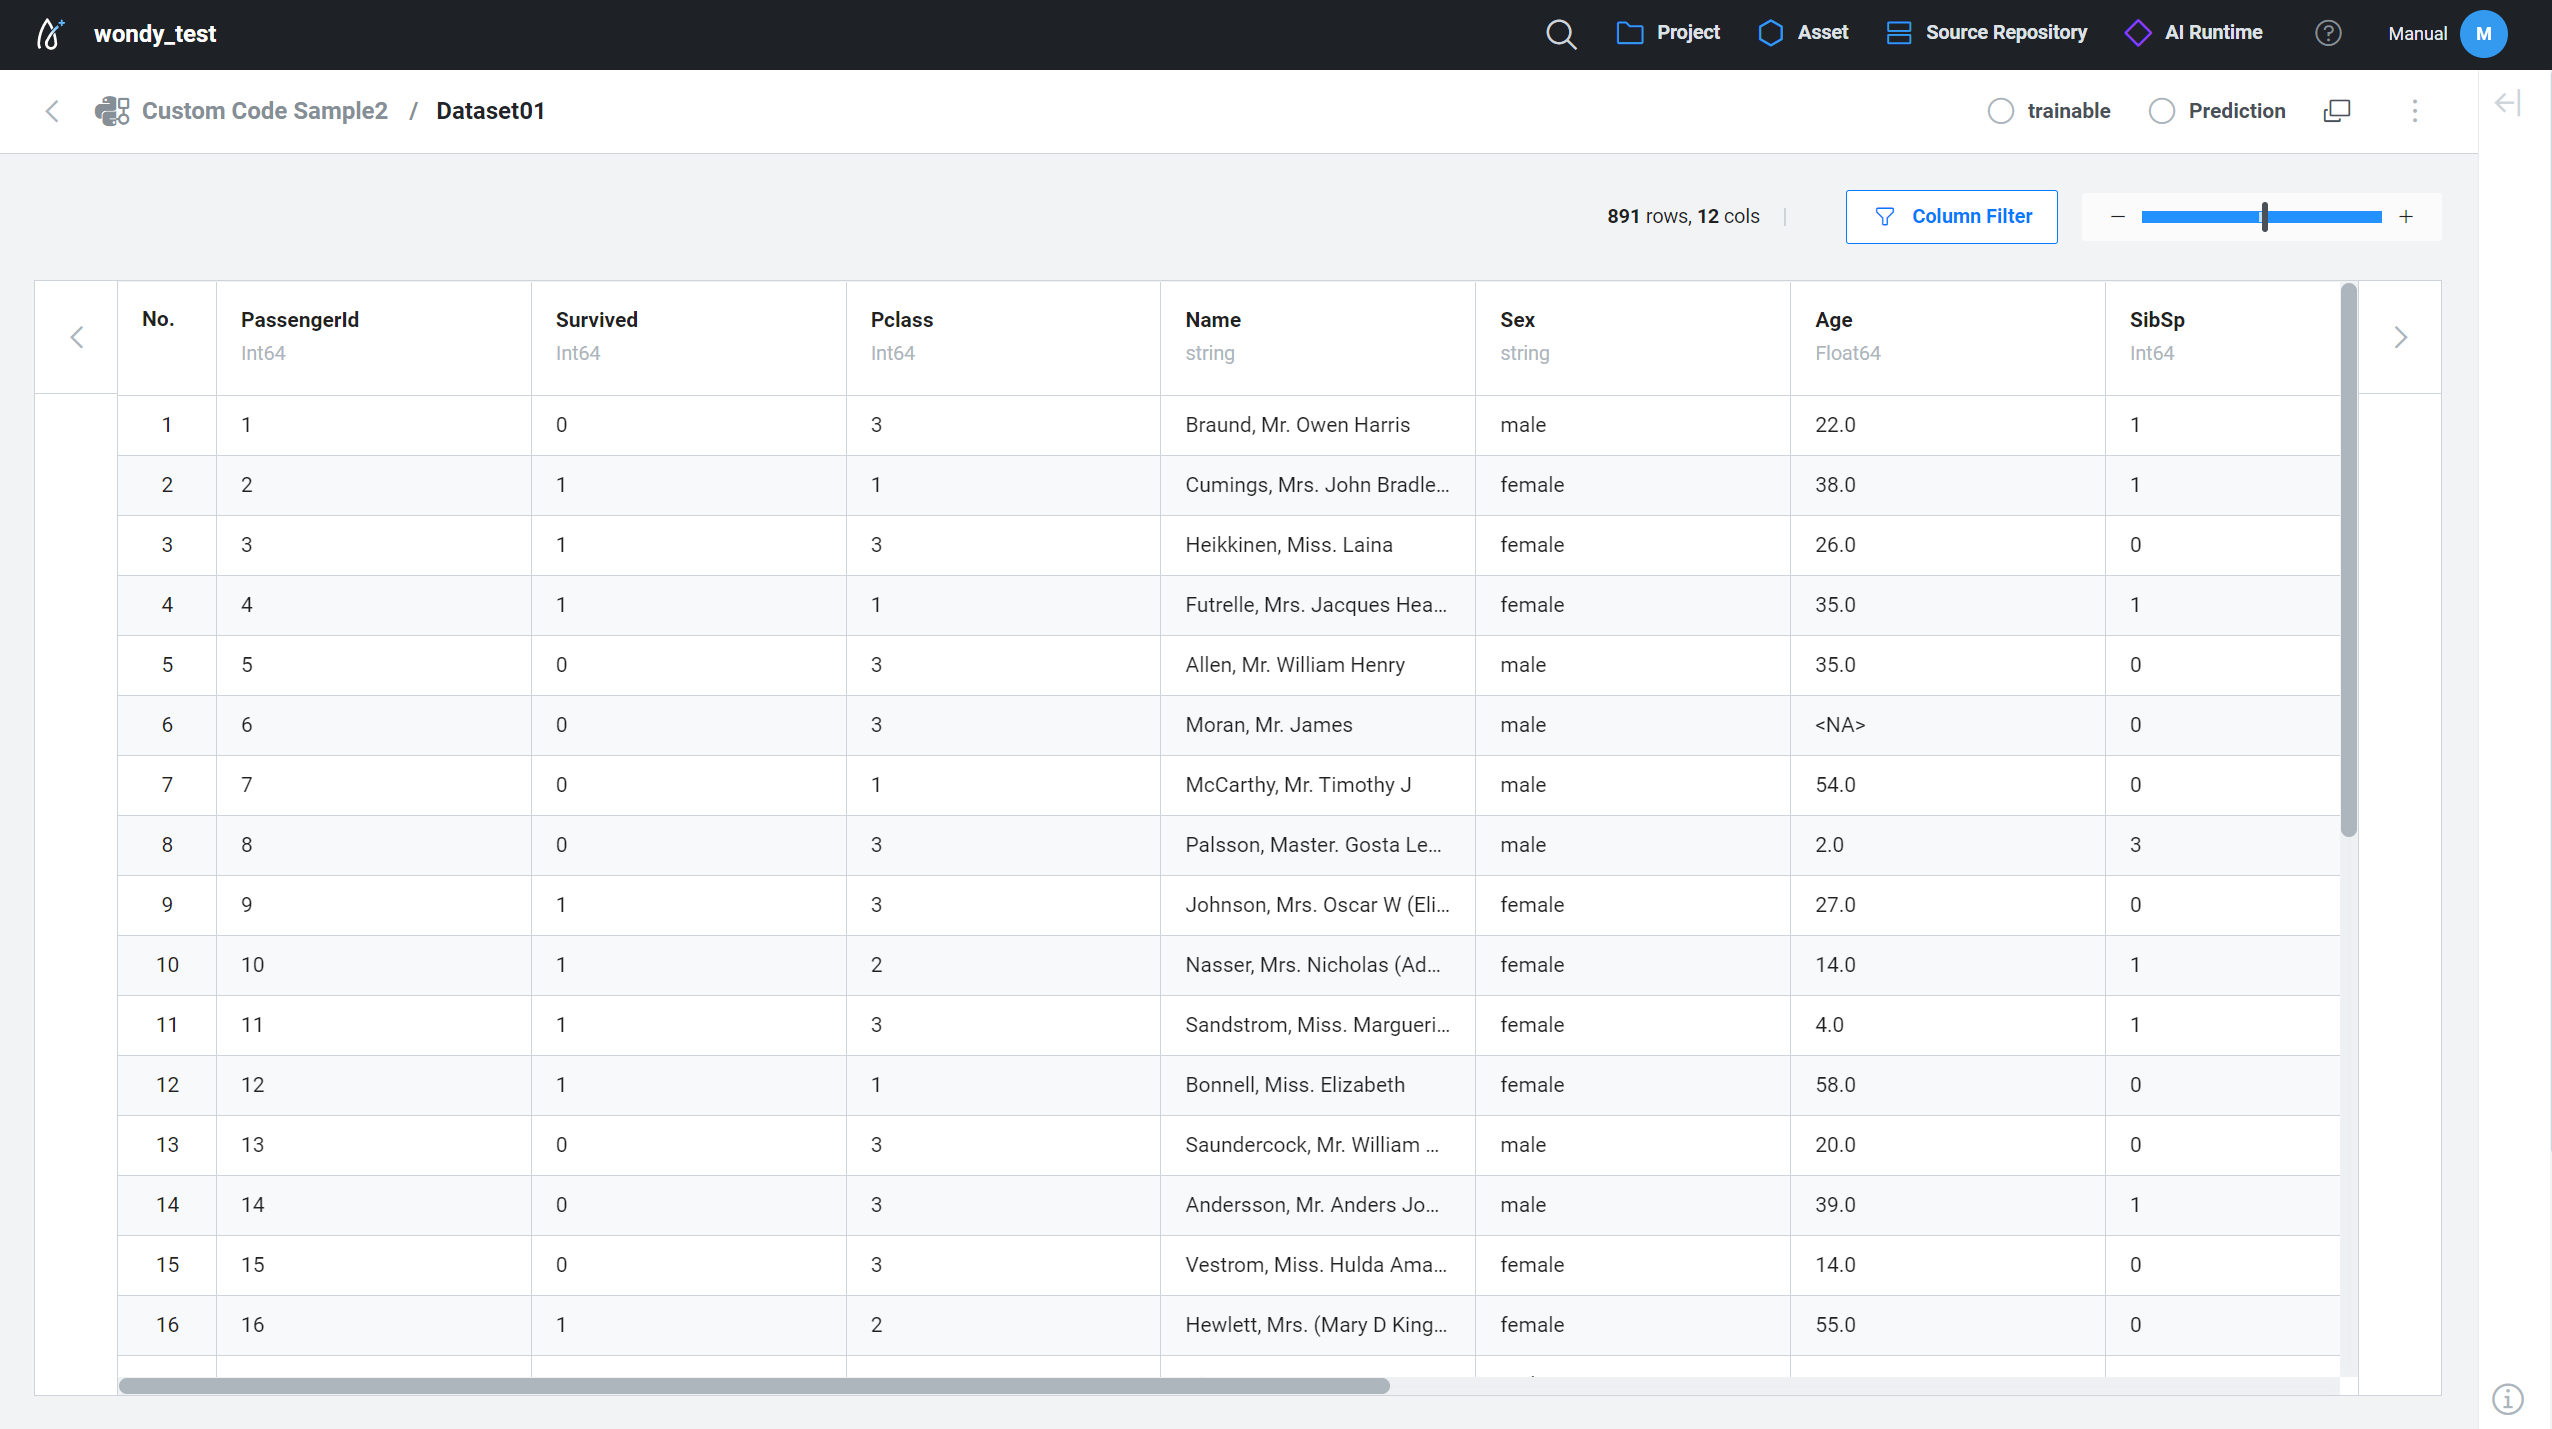 wondy_test Project Asset Source Repository AI Runtime ? Manual M
Custom Code Sample2 / Dataset01 trainable Prediction
891 rows, 12 cols Column Filter − +
No. PassengerId Survived Pclass Name Sex Age SibSp
Int64 Int64 Int64 string string Float64 Int64
1 1 0 3 Braund, Mr. Owen Harris male 22.0 1
2 2 1 1 Cumings, Mrs. John Bradle... female 38.0 1
3 3 1 3 Heikkinen, Miss. Laina female 26.0 0
4 4 1 1 Futrelle, Mrs. Jacques Hea... female 35.0 1
5 5 0 3 Allen, Mr. William Henry male 35.0 0
6 6 0 3 Moran, Mr. James male <NA> 0
7 7 0 1 McCarthy, Mr. Timothy J male 54.0 0
8 8 0 3 Palsson, Master. Gosta Le... male 2.0 3
9 9 1 3 Johnson, Mrs. Oscar W (Eli... female 27.0 0
10 10 1 2 Nasser, Mrs. Nicholas (Ad... female 14.0 1
11 11 1 3 Sandstrom, Miss. Margueri... female 4.0 1
12 12 1 1 Bonnell, Miss. Elizabeth female 58.0 0
13 13 0 3 Saundercock, Mr. William ... male 20.0 0
14 14 0 3 Andersson, Mr. Anders Jo... male 39.0 1
15 15 0 3 Vestrom, Miss. Hulda Ama... female 14.0 0
16 16 1 2 Hewlett, Mrs. (Mary D King... female 55.0 0